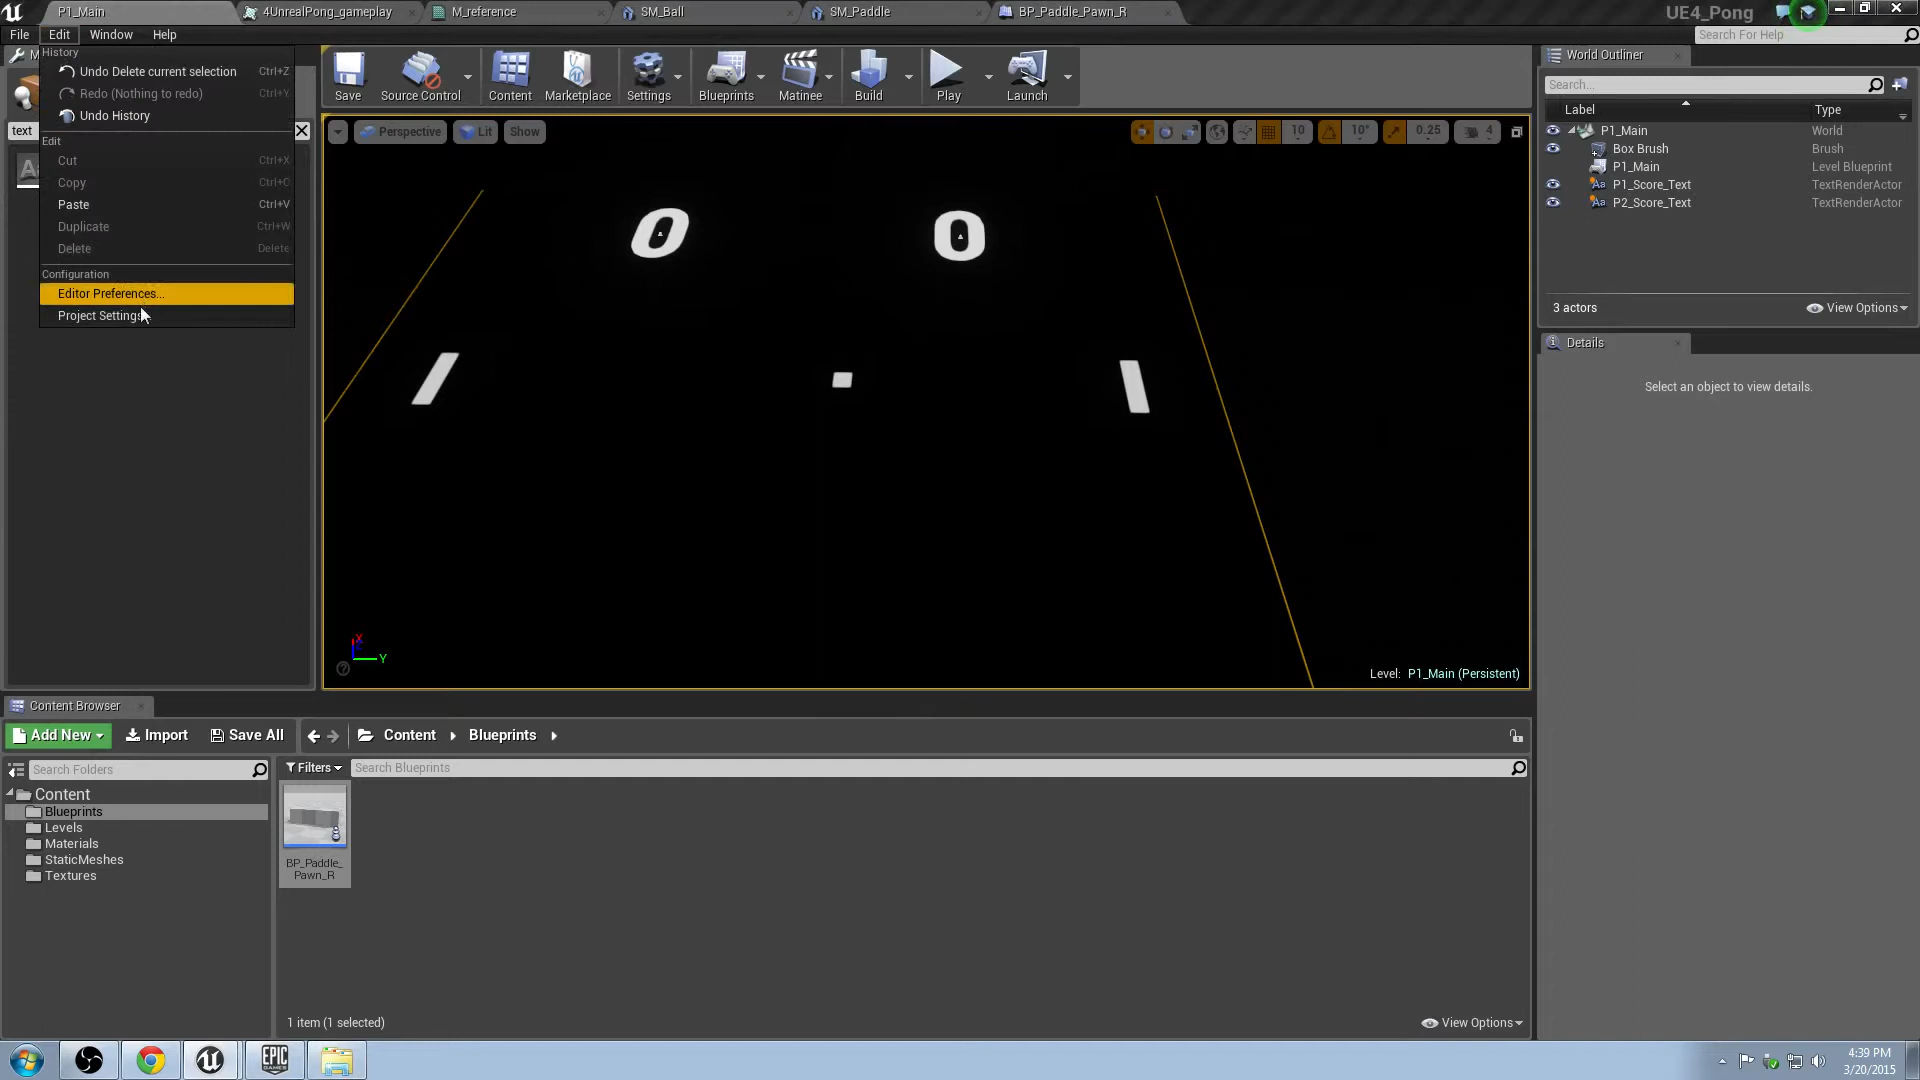 P1_Main
4UnrealPong_gameplay
M_reference
SM_Ball
SM_Paddle
BP_Paddle_Pawn_R
UE4_Pong
File Edit Window Help
Search For Help
History
Undo Delete current selection Ctrl+Z
Redo (Nothing to redo) Ctrl+Y
Undo History
Edit
Cut Ctrl+X
Copy Ctrl+C
Paste Ctrl+V
Duplicate Ctrl+W
Delete Delete
Configuration
Editor Preferences...
Project Settings
text
Save
Source Control
Content
Marketplace
Settings
Blueprints
Matinee
Build
Play
Launch
Perspective
Lit
Show
10
10°
0.25
4
0 0
X
Z
Y
Level: P1_Main (Persistent)
World Outliner
Search...
Label Type
P1_Main World
Box Brush Brush
P1_Main Level Blueprint
P1_Score_Text TextRenderActor
P2_Score_Text TextRenderActor
3 actors
View Options
Details
Select an object to view details.
Content Browser
Add New
Import
Save All
Content
Blueprints
Search Folders
Filters
Search Blueprints
Content
Blueprints
Levels
Materials
StaticMeshes
Textures
BP_Paddle_
Pawn_R
1 item (1 selected)
View Options
EPIC
GAMES
4:39 PM
3/20/2015